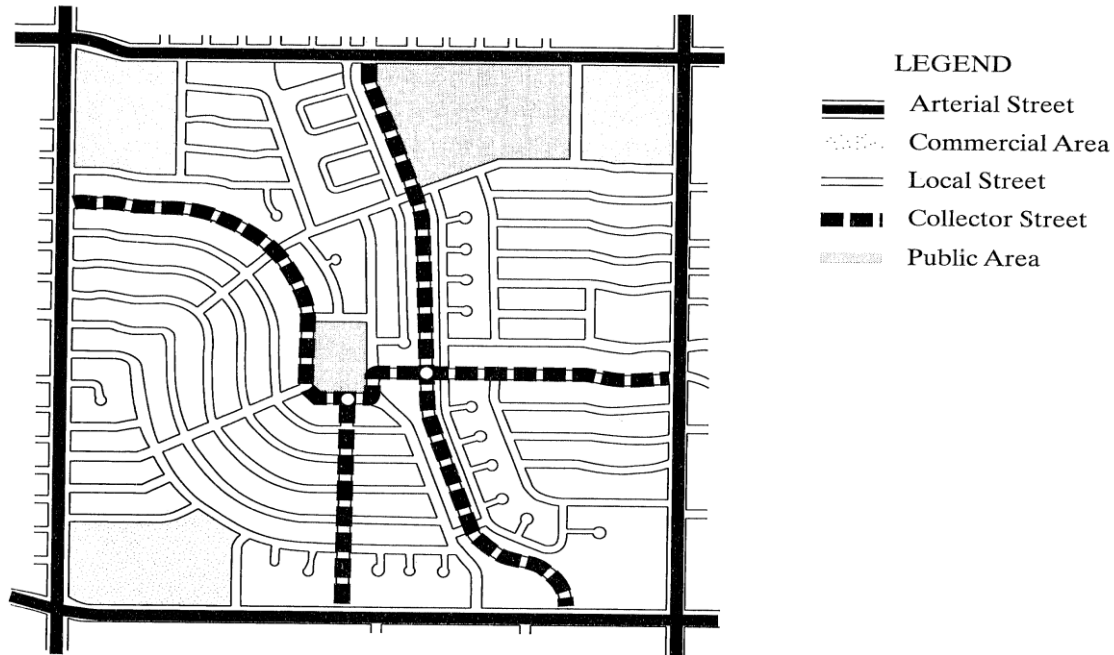 LEGEND
Arterial Street
Commercial Area
Local Street
Collector Street
Public Area